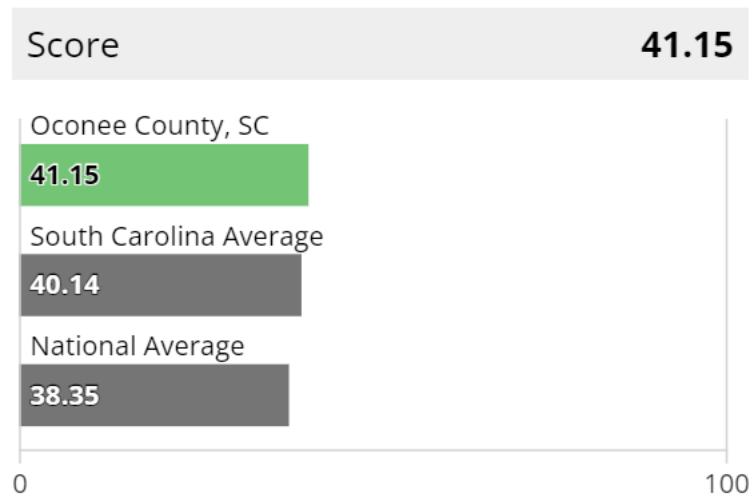 Score 41.15
Oconee County, SC
41.15
South Carolina Average
40.14
National Average
38.35
0 100